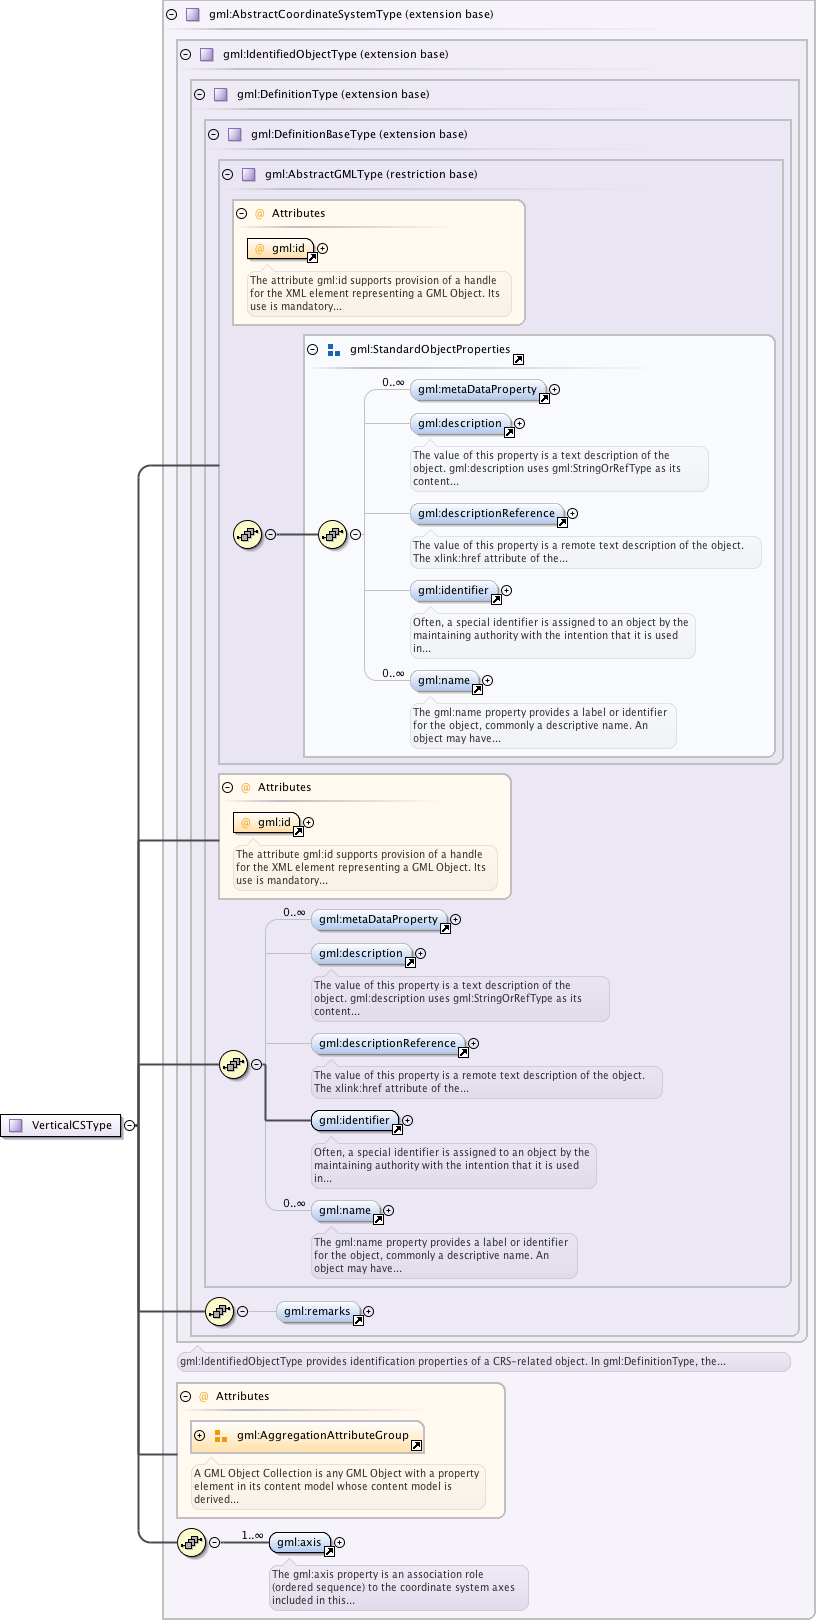 gml:AbstractCoordinateSystemType (extension base)
gml:IdentifiedObjectType (extension base)
gml:DefinitionType (extension base)
gml:DefinitionBaseType (extension base)
gml:AbstractGMLType (restriction base)
@ Attributes
@ gml:id
The attribute gml:id supports provision of a handle
for the XML element representing a GML Object. Its
use is mandatory...
gml:StandardObjectProperties
0..∞
gml:metaDataProperty
gml:description
The value of this property is a text description of the
object. gml:description uses gml:StringOrRefType as its
content...
gml:descriptionReference
The value of this property is a remote text description of the object.
The xlink:href attribute of the...
gml:identifier
Often, a special identifier is assigned to an object by the
maintaining authority with the intention that it is used
in...
0..∞
gml:name
The gml:name property provides a label or identifier
for the object, commonly a descriptive name. An
object may have...
@ Attributes
@ gml:id
The attribute gml:id supports provision of a handle
for the XML element representing a GML Object. Its
use is mandatory...
0..∞
gml:metaDataProperty
gml:description
The value of this property is a text description of the
object. gml:description uses gml:StringOrRefType as its
content...
gml:descriptionReference
The value of this property is a remote text description of the object.
The xlink:href attribute of the...
gml:identifier
VerticalCSType
Often, a special identifier is assigned to an object by the
maintaining authority with the intention that it is used
in...
0..∞
gml:name
The gml:name property provides a label or identifier
for the object, commonly a descriptive name. An
object may have...
gml:remarks
gml:IdentifiedObjectType provides identification properties of a CRS-related object. In gml:DefinitionType, the...
@ Attributes
gml:AggregationAttributeGroup
A GML Object Collection is any GML Object with a property
element in its content model whose content model is
derived...
1..∞
gml:axis
The gml:axis property is an association role
(ordered sequence) to the coordinate system axes
included in this...